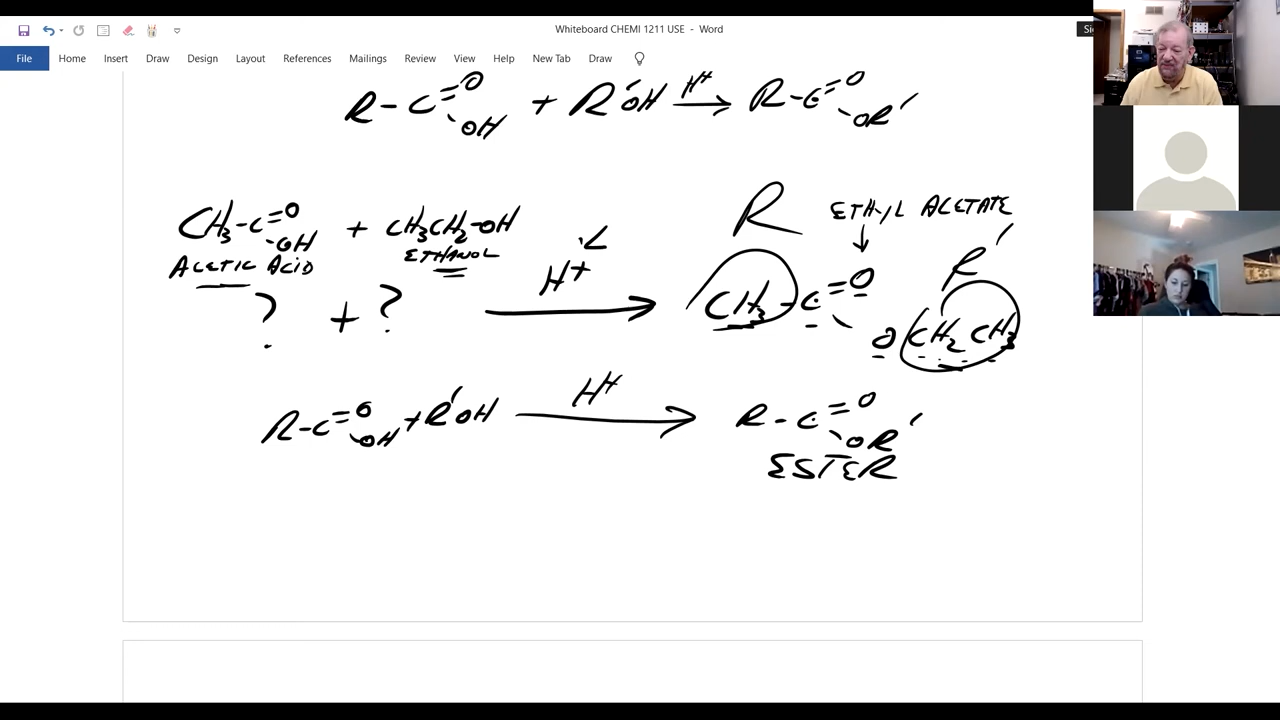 Whiteboard CHEMI 1211 USE - Word
File Home Insert Draw Design Layout References Mailings Review View Help New Tab Draw
R-C=O OH + R'OH H+ → R-C=O OR'
R ETHYL ACETATE
CH3-C=O OH + CH3CH2-OH
ACETIC ACID ETHANOL
H+ R'
? + ? → CH3-C=O OCH2CH3
R-C=O OH + R'OH H+ → R-C=O OR'
ESTER